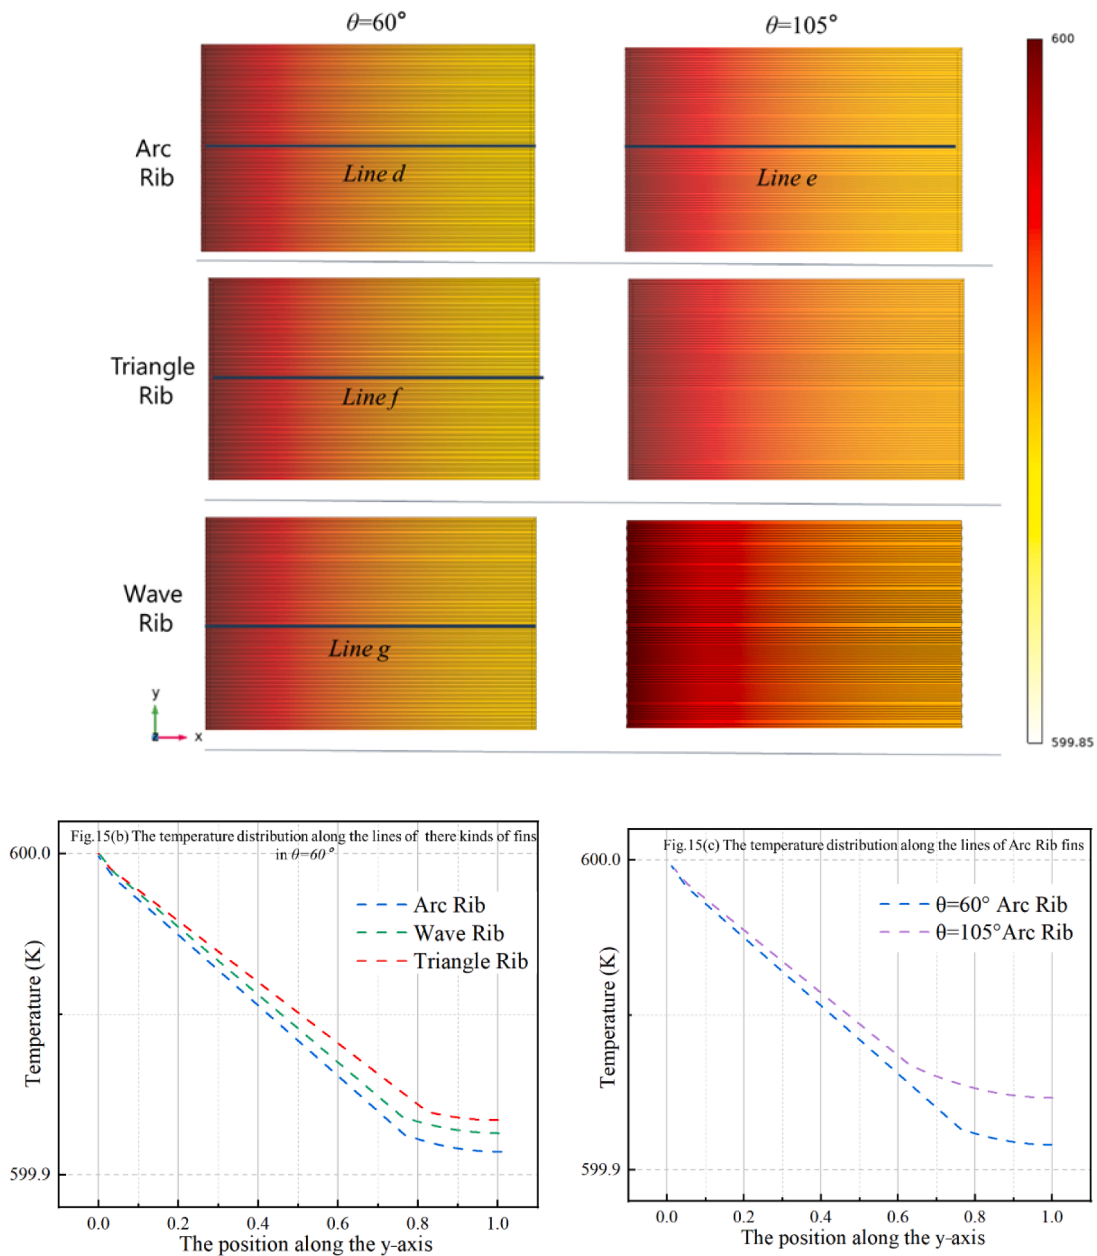 θ=60°
θ=105°
600
Arc
Rib
Line d
Line e
Triangle
Rib
Line f
Wave
Rib
Line g
y
z
x
599.85
Fig.15(b) The temperature distribution along the lines of there kinds of fins
in θ=60°
600.0
Arc Rib
Wave Rib
Triangle Rib
Temperature (K)
599.9
0.0 0.2 0.4 0.6 0.8 1.0
The position along the y-axis
Fig.15(c) The temperature distribution along the lines of Arc Rib fins
600.0
θ=60° Arc Rib
θ=105°Arc Rib
Temperature (K)
599.9
0.0 0.2 0.4 0.6 0.8 1.0
The position along the y-axis